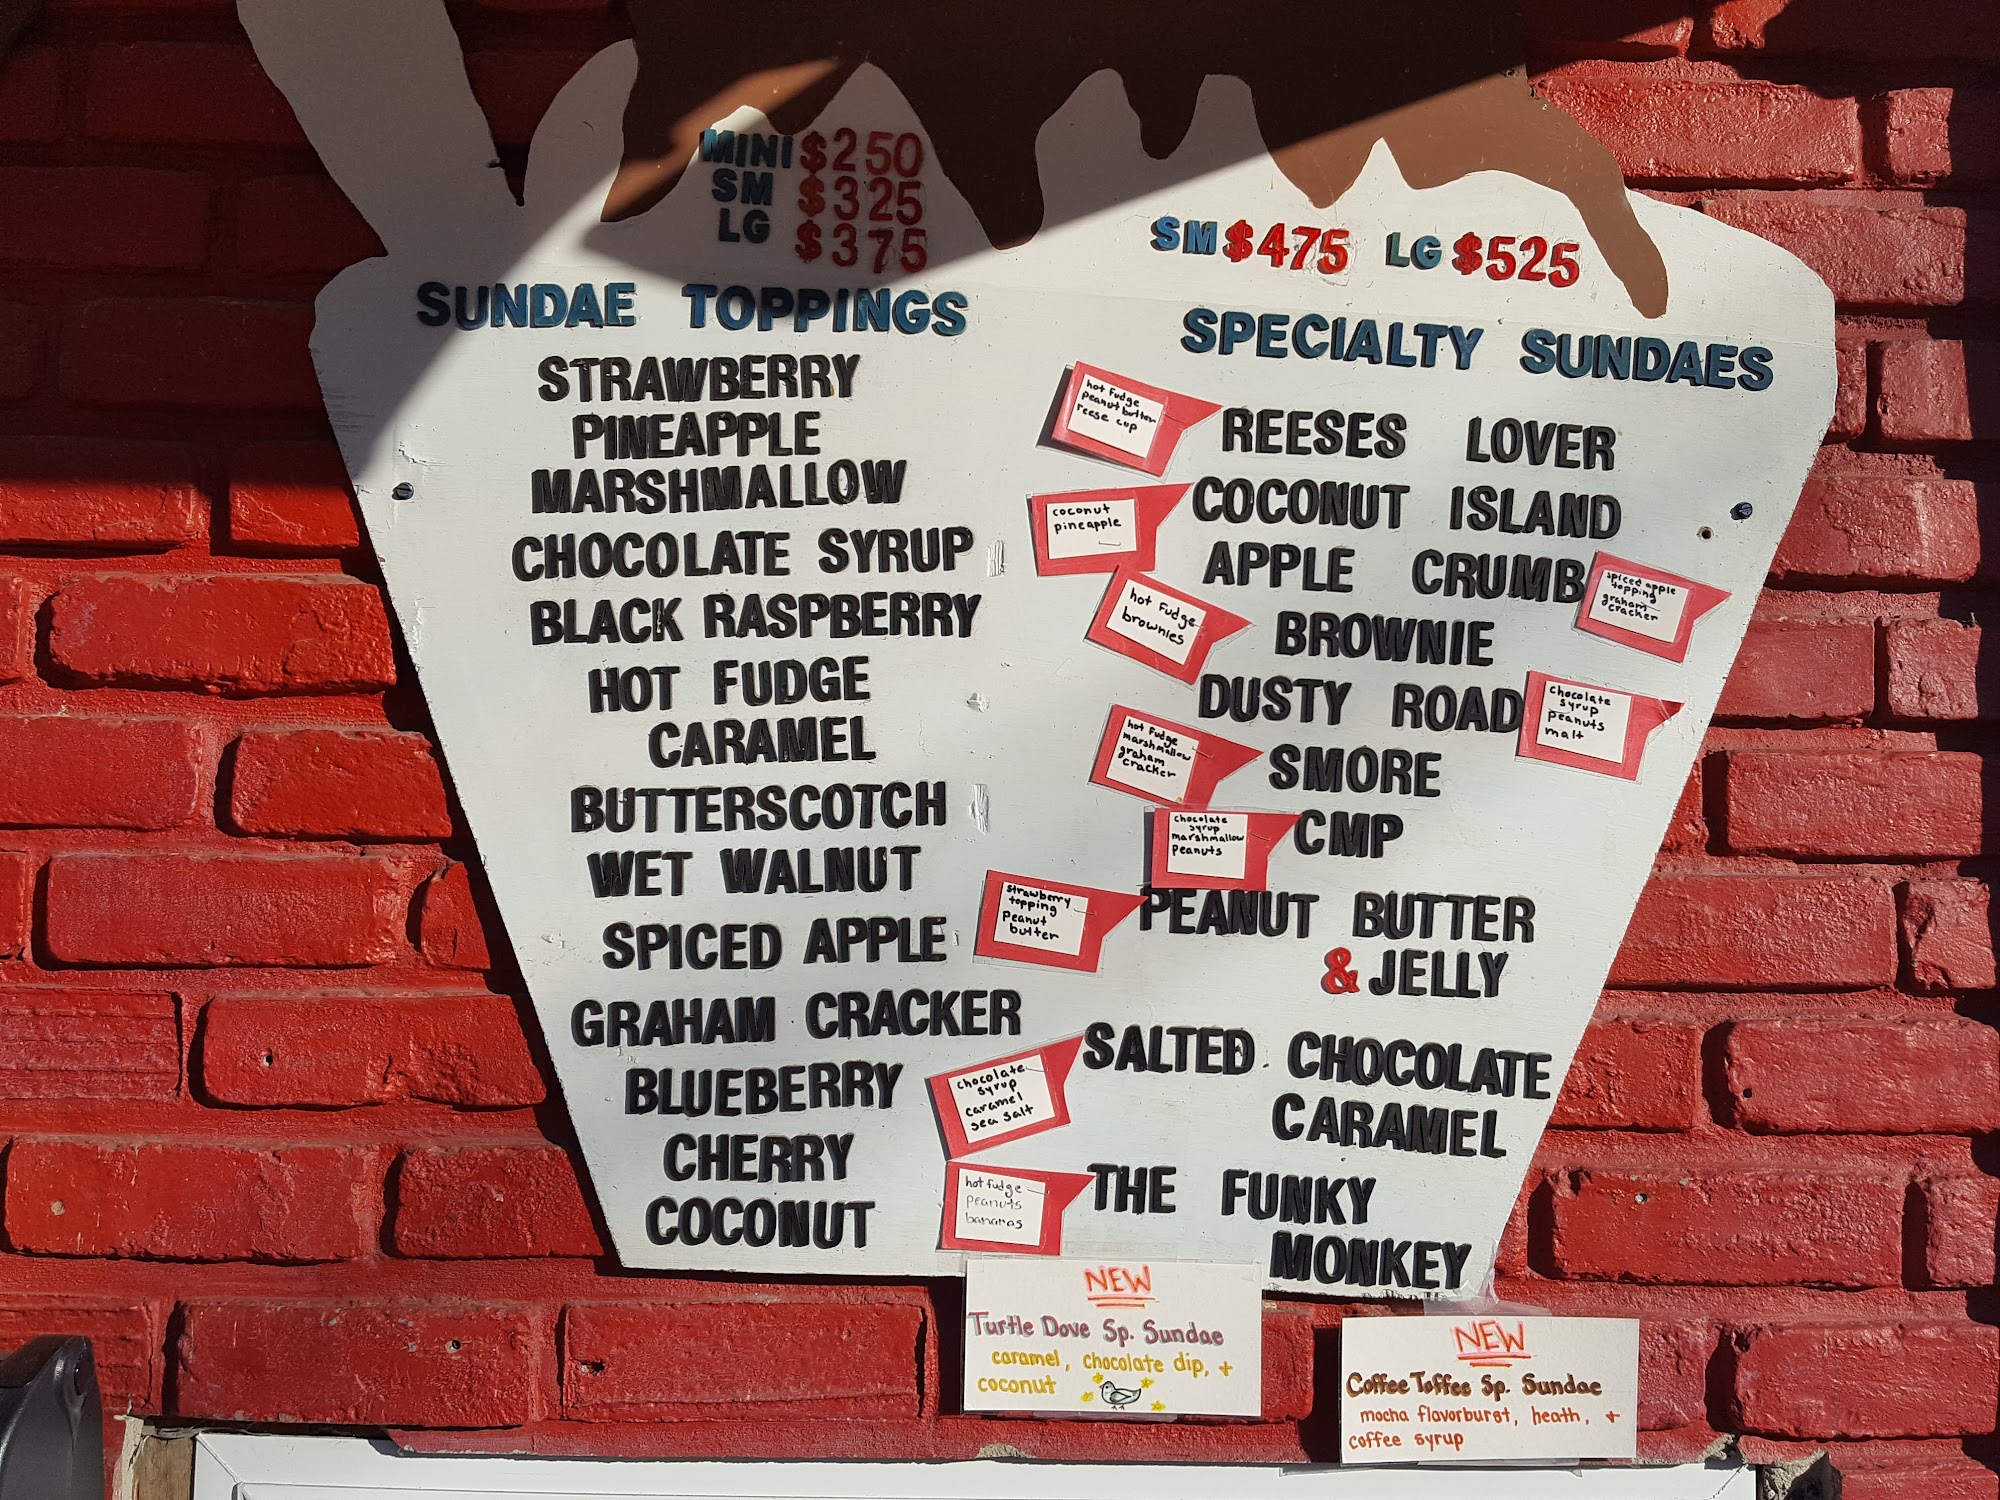 MINI $250
SM $325
LG $375
SUNDAE TOPPINGS
STRAWBERRY
PINEAPPLE
MARSHMALLOW
CHOCOLATE SYRUP
BLACK RASPBERRY
HOT FUDGE
CARAMEL
BUTTERSCOTCH
WET WALNUT
SPICED APPLE
GRAHAM CRACKER
BLUEBERRY
CHERRY
COCONUT
SM $475 LG $525
SPECIALTY SUNDAES
hot fudge
peanut butter
reese cup
REESES LOVER
coconut
pineapple
COCONUT ISLAND
APPLE CRUMB
spiced apple
topping
graham
cracker
hot fudge
brownies
BROWNIE
DUSTY ROAD
chocolate
syrup
peanuts
malt
hot fudge
marshmallow
graham
cracker
SMORE
chocolate
syrup
marshmallow
peanuts
CMP
strawberry
topping
Peanut
butter
PEANUT BUTTER
& JELLY
chocolate
syrup
caramel
sea salt
SALTED CHOCOLATE
CARAMEL
hot fudge
peanuts
bananas
THE FUNKY
MONKEY
NEW
Turtle Dove Sp. Sundae
caramel, chocolate dip, +
coconut
NEW
Coffee Toffee Sp. Sundae
mocha flavorburst, heath, +
coffee syrup